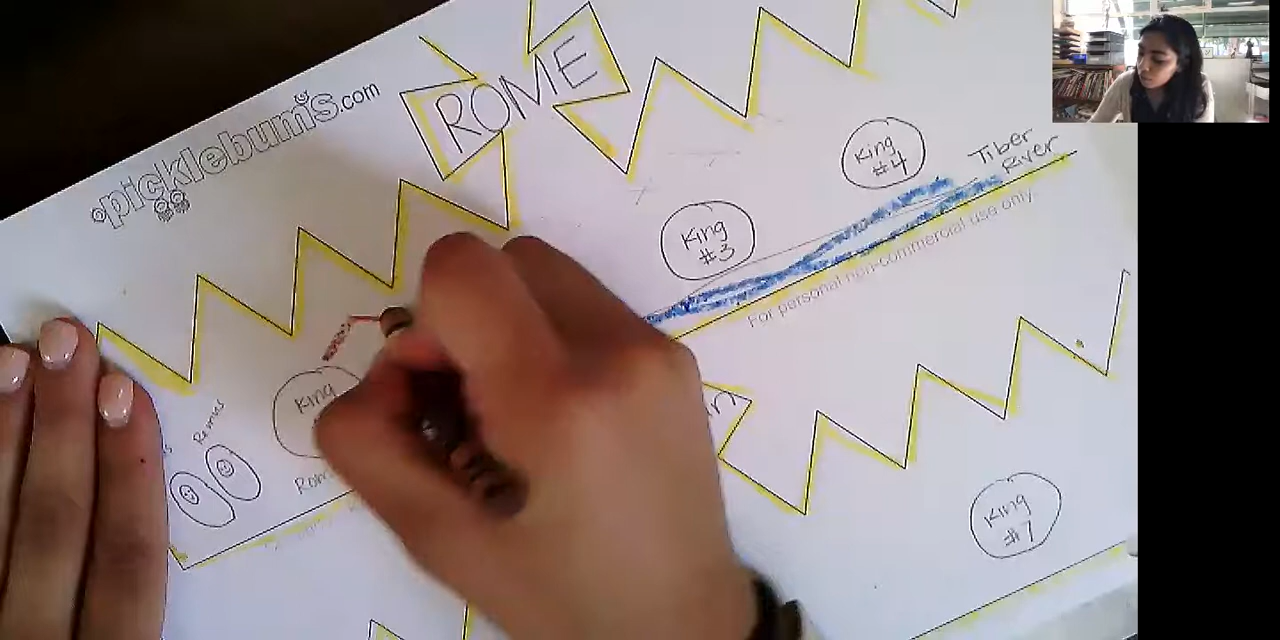 picklebums.com
ROME
King
#4
Tiber
River
King
#3
For personal non-commercial use only.
King
Remus
King
#7